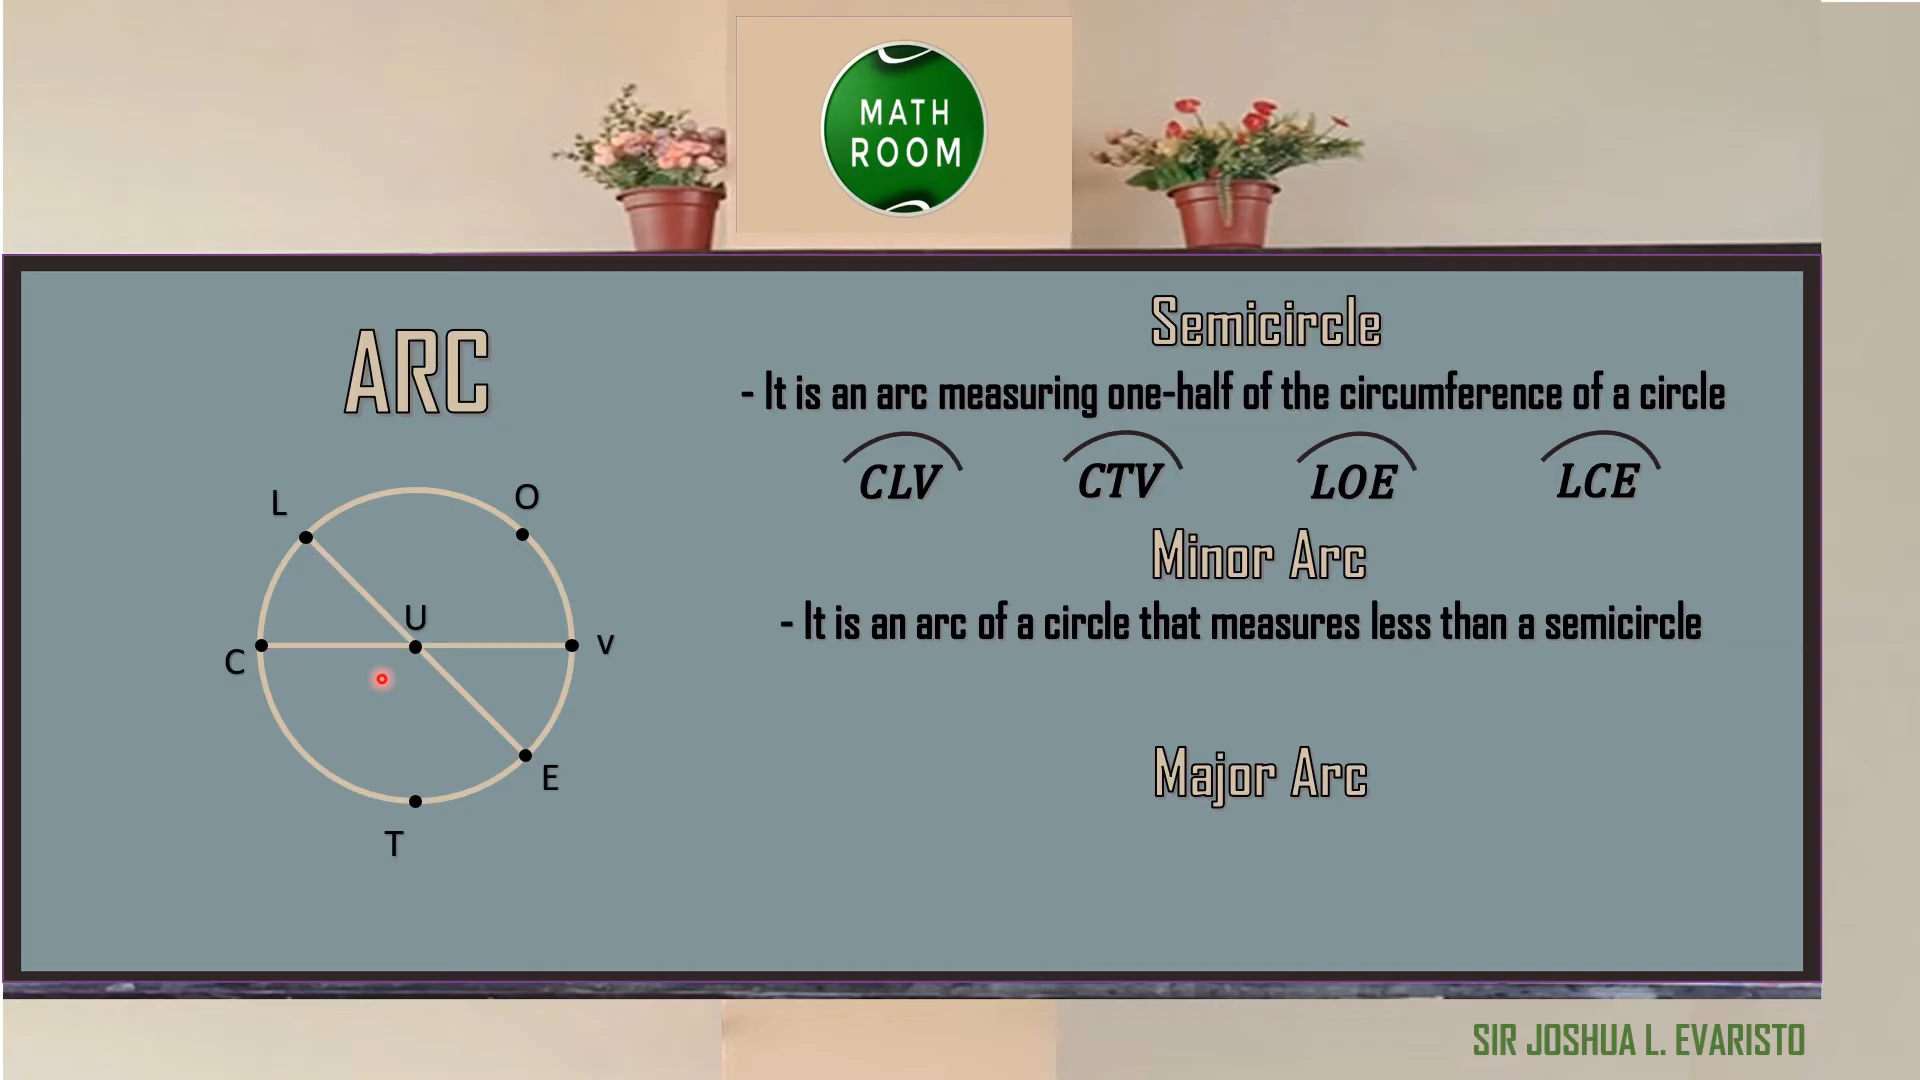 MATH
ROOM
ARC
L
O
U
C
v
E
T
Semicircle
- It is an arc measuring one-half of the circumference of a circle
CLV CTV LOE LCE
Minor Arc
- It is an arc of a circle that measures less than a semicircle
Major Arc
SIR JOSHUA L. EVARISTO